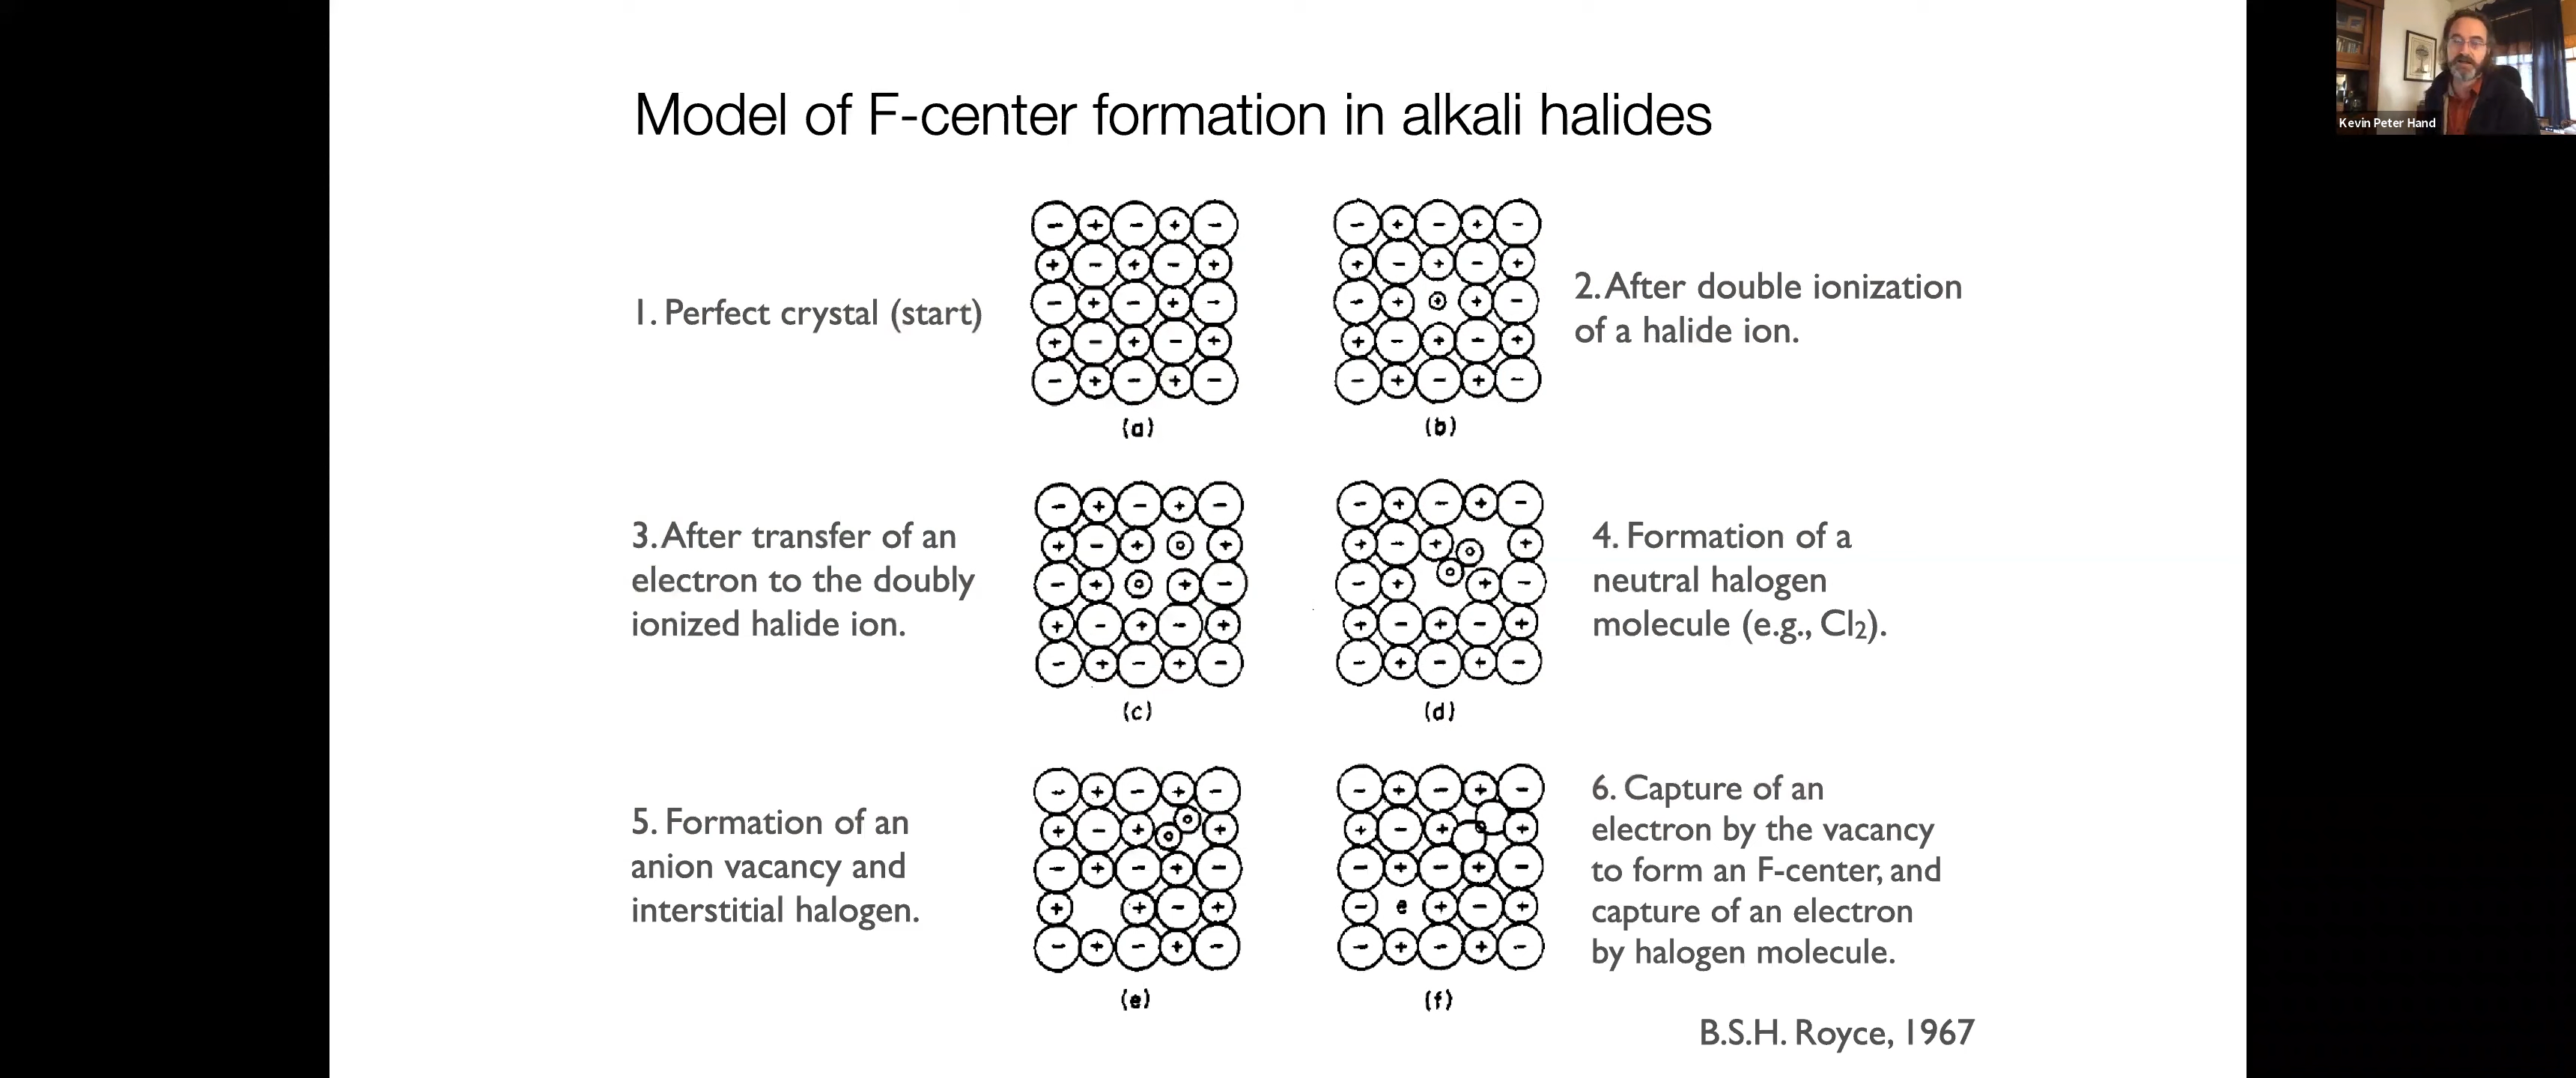 Kevin Peter Hand
Model of F-center formation in alkali halides
1. Perfect crystal (start)
- + - + -
+ - + - +
- + - + -
+ - + - +
- + - + -
(a)
- + - + -
+ - + - +
- + + + -
+ - + - +
- + - + -
(b)
2. After double ionization
of a halide ion.
3. After transfer of an
electron to the doubly
ionized halide ion.
- + - + -
+ - + o +
- + o + -
+ - + - +
- + - + -
(c)
- + - + -
+ - + o +
- + o + -
+ - + - +
- + - + -
(d)
4. Formation of a
neutral halogen
molecule (e.g., Cl₂).
5. Formation of an
anion vacancy and
interstitial halogen.
- + - + -
o
+ - + o +
- + - + -
+ + - +
- + - + -
(e)
- + - + -
+ - + +
- + - + -
- e + - +
- + - + -
(f)
6. Capture of an
electron by the vacancy
to form an F-center, and
capture of an electron
by halogen molecule.
B.S.H. Royce, 1967